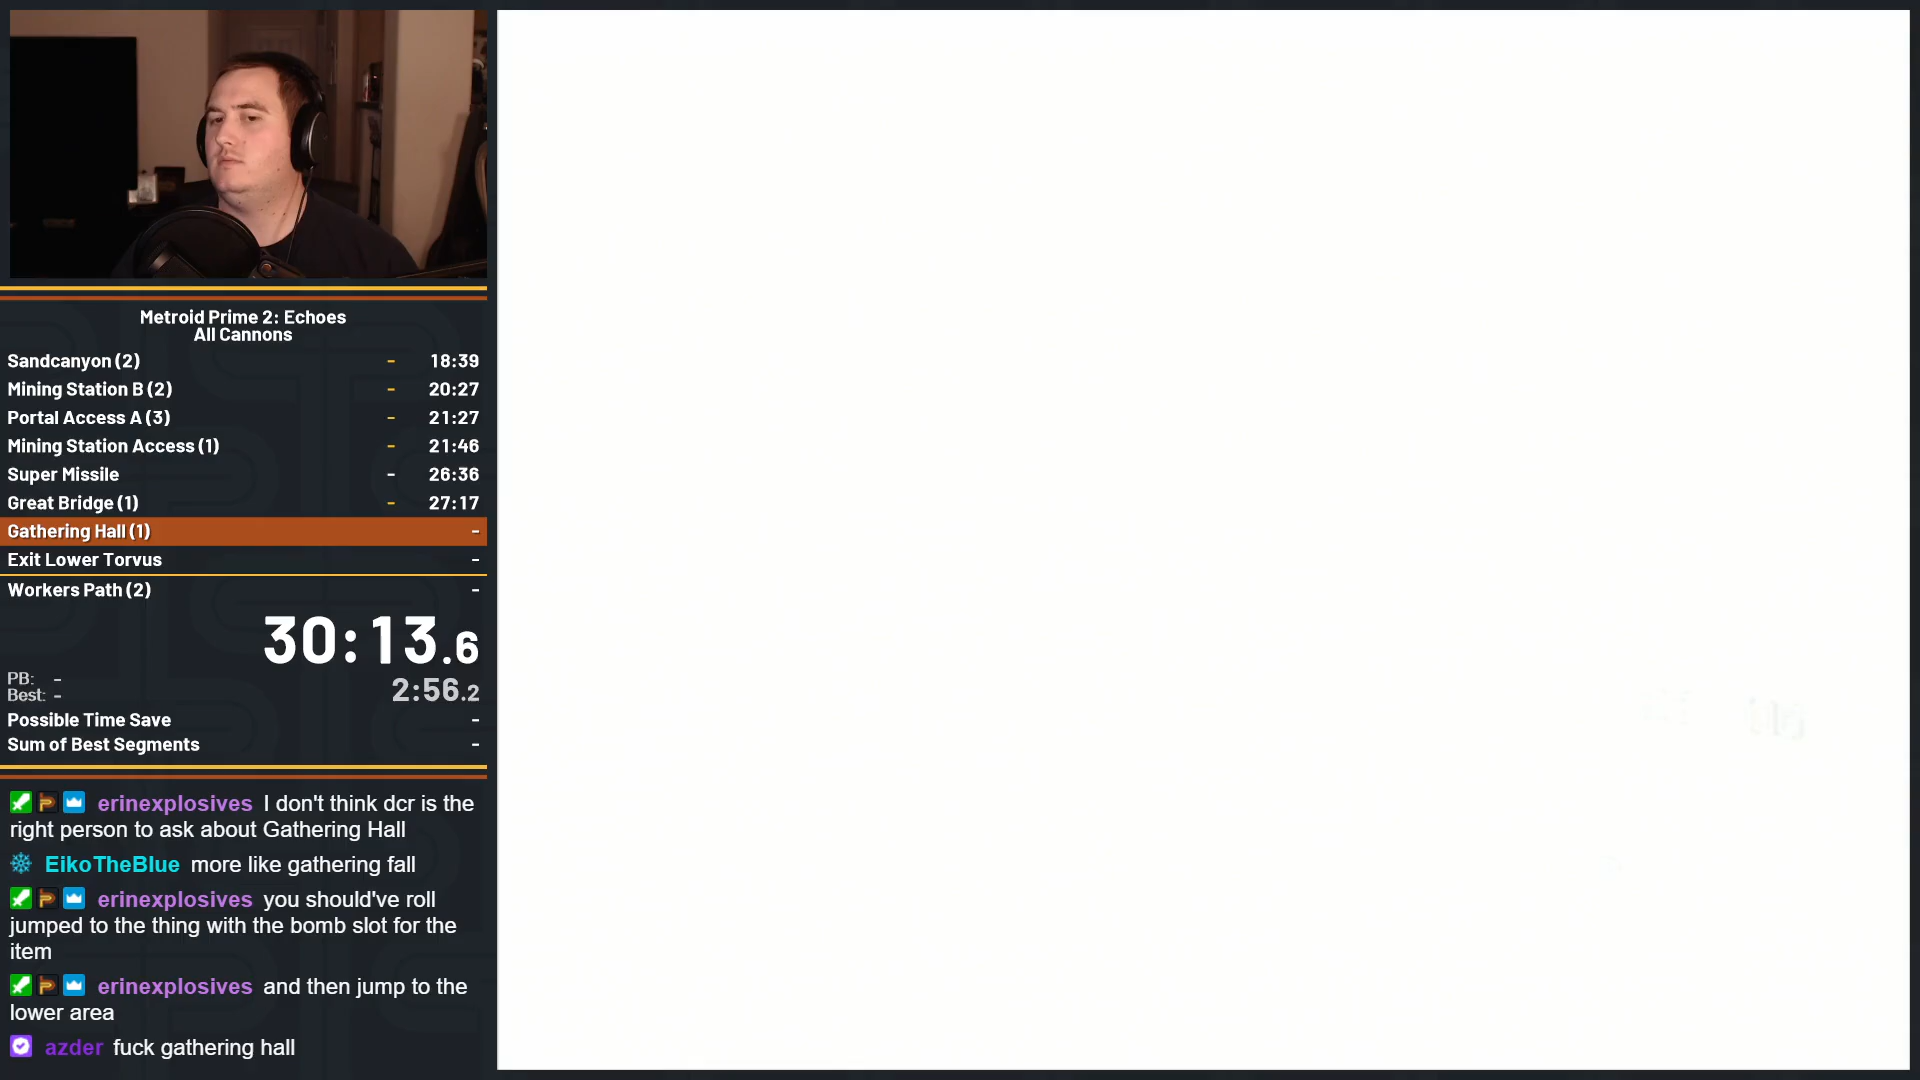 Metroid Prime 2: Echoes
All Cannons
Sandcanyon (2) - 18:39
Mining Station B (2) - 20:27
Portal Access A (3) - 21:27
Mining Station Access (1) - 21:46
Super Missile - 26:36
Great Bridge (1) - 27:17
Gathering Hall (1) -
Exit Lower Torvus -
Workers Path (2) -
30:13.6
PB: - 2:56.2
Best: -
Possible Time Save -
Sum of Best Segments -
erinexplosives I don't think dcr is the
right person to ask about Gathering Hall
EikoTheBlue more like gathering fall
erinexplosives you should've roll
jumped to the thing with the bomb slot for the
item
erinexplosives and then jump to the
lower area
azder fuck gathering hall